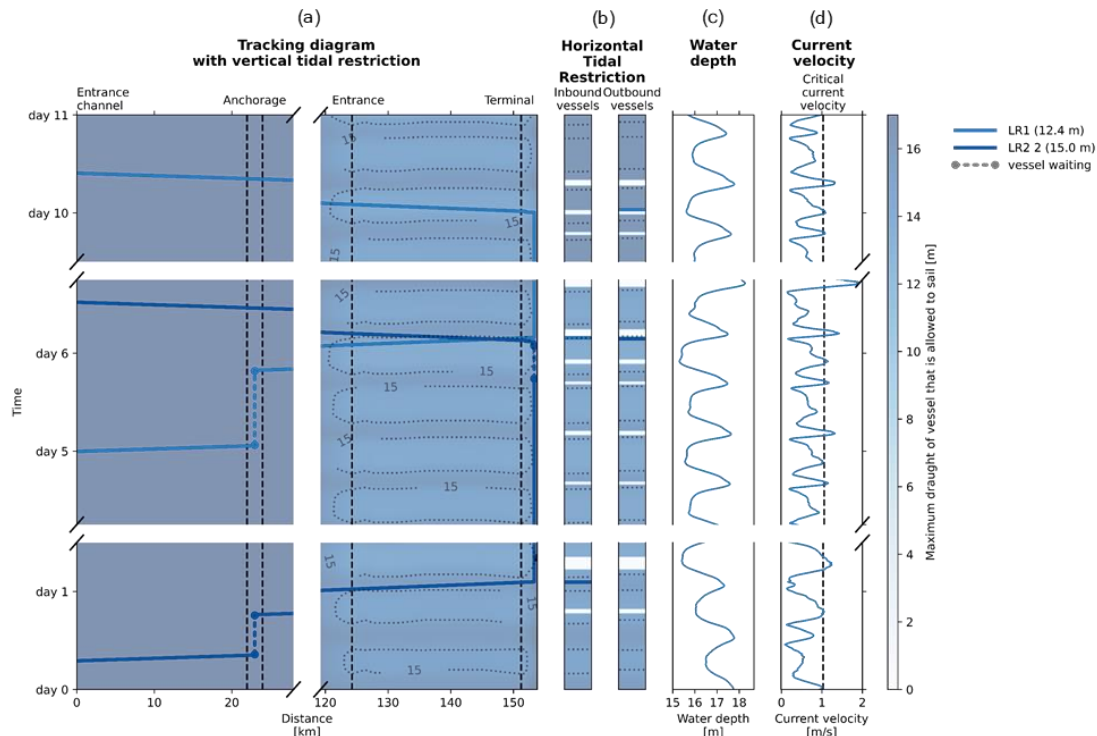 (a)
(b)
(c)
(d)
Tracking diagram
with vertical tidal restriction
Horizontal
Tidal
Restriction
Water
depth
Current
velocity
Entrance
channel
Anchorage
Entrance
Terminal
Inbound
vessels
Outbound
vessels
Critical
current
velocity
day 11
day 10
day 6
day 5
day 1
day 0
Time
15
15
15
15
15
15
15
15
15
15
15
0
10
20
120
130
140
150
Distance
[km]
15 16 17 18
Water depth
[m]
0
1
2
Current velocity
[m/s]
16
14
12
10
8
6
4
2
0
Maximum draught of vessel that is allowed to sail [m]
LR1 (12.4 m)
LR2 2 (15.0 m)
vessel waiting